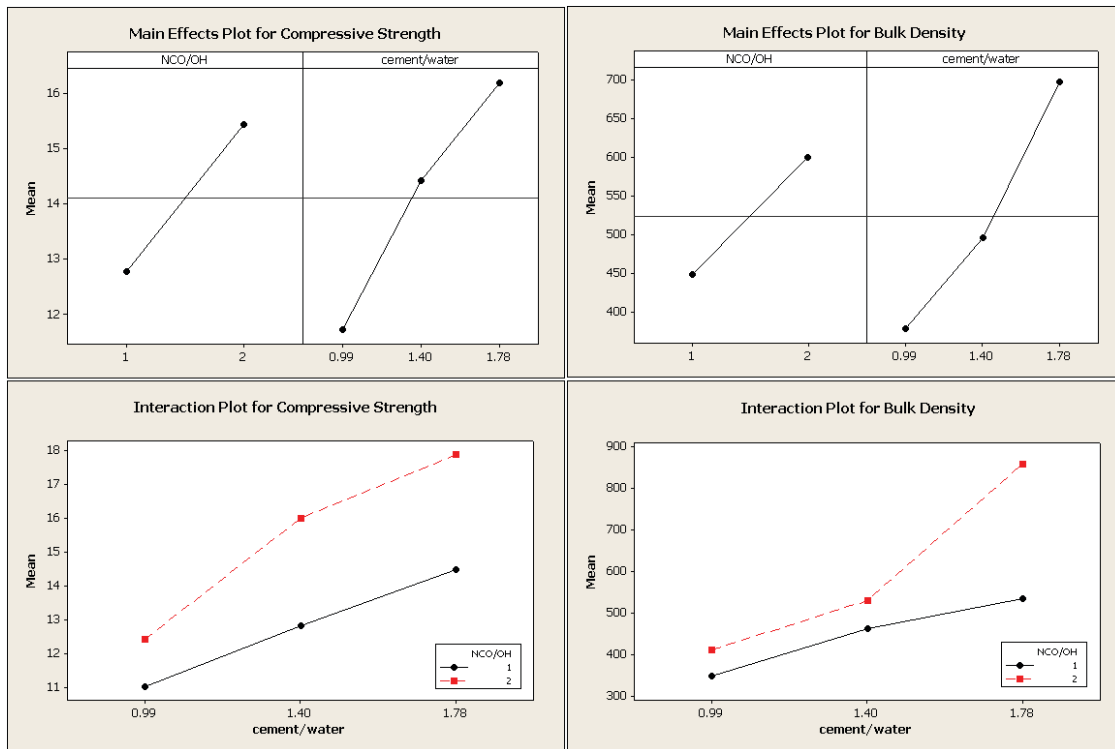 Main Effects Plot for Compressive Strength
NCO/OH cement/water
16
15
14
13
12
Mean
1 2 0.99 1.40 1.78
Main Effects Plot for Bulk Density
NCO/OH cement/water
700
650
600
550
500
450
400
Mean
1 2 0.99 1.40 1.78
Interaction Plot for Compressive Strength
18
17
16
15
14
13
12
11
Mean
NCO/OH
1
2
0.99 1.40 1.78
cement/water
Interaction Plot for Bulk Density
900
800
700
600
500
400
300
Mean
NCO/OH
1
2
0.99 1.40 1.78
cement/water